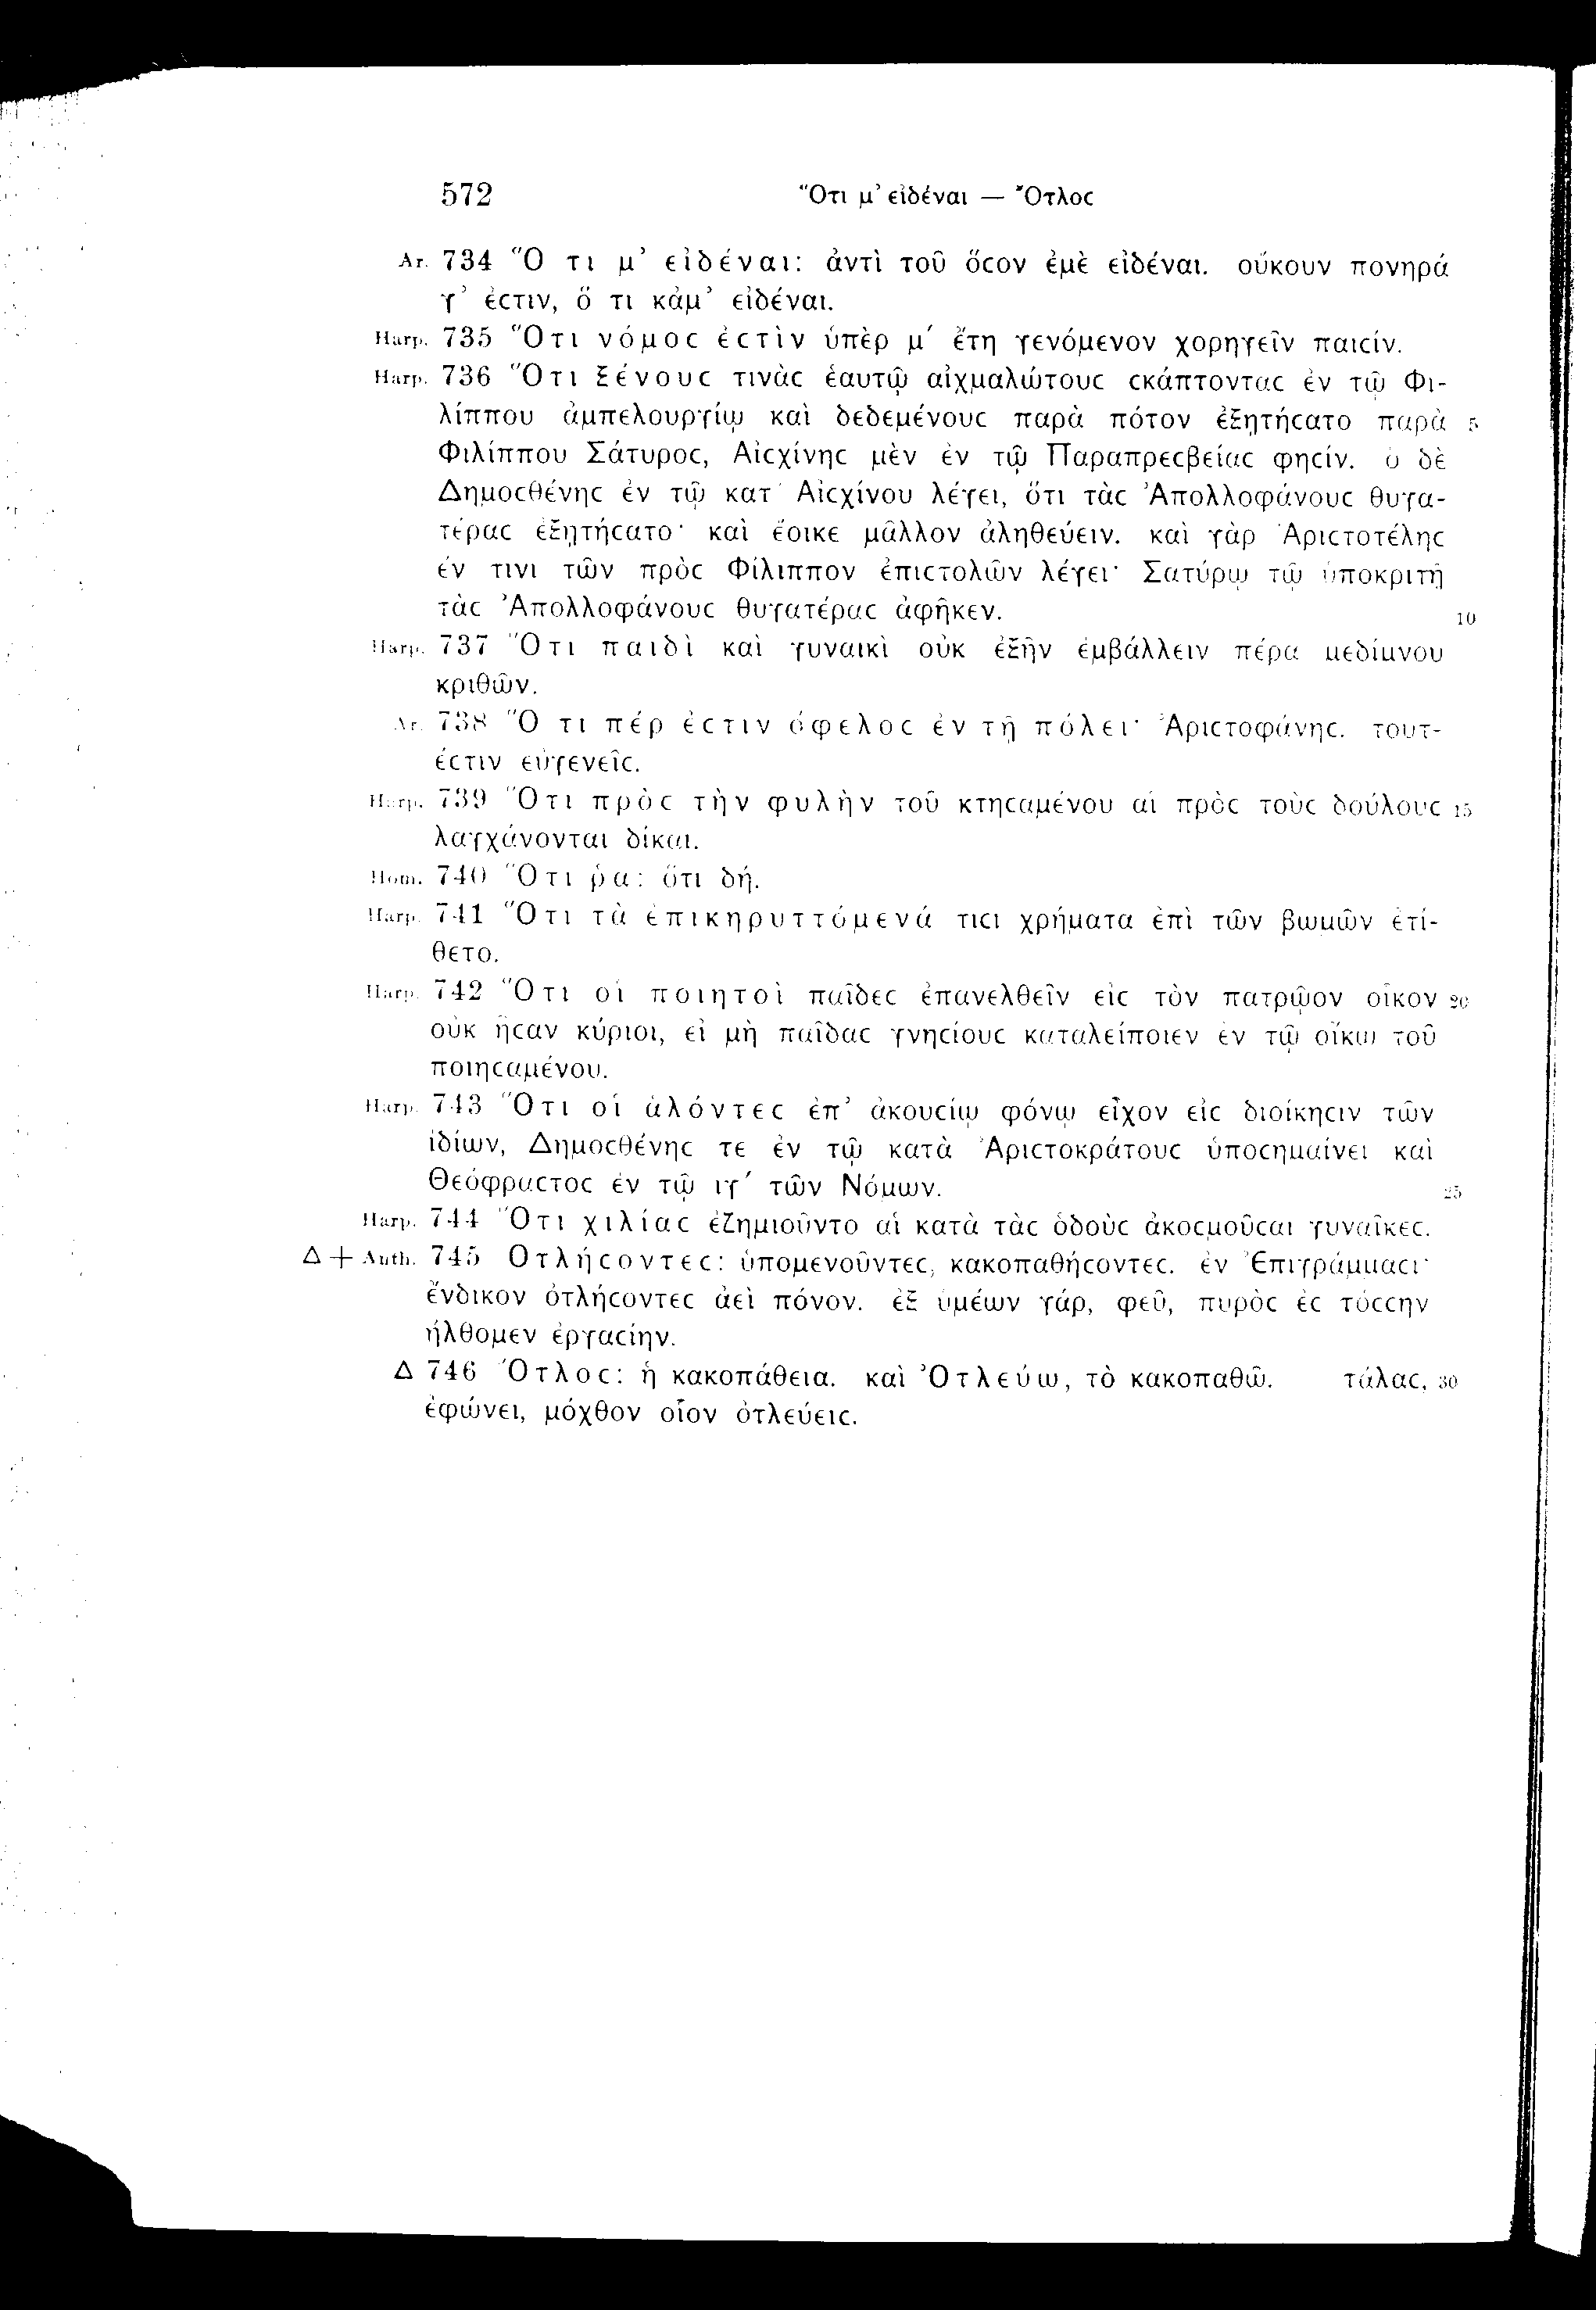 572 Ὅτι μ’ εἰδέναι — Ὄτλοϲ
Ar. 734 Ὅ τι μ’ εἰδέναι: ἀντὶ τοῦ ὅϲον ἐμὲ εἰδέναι. οὔκουν πονηρά
γ’ ἐϲτιν, ὅ τι κἀμ’ εἰδέναι.
Harp. 735 Ὅτι νόμοϲ ἐϲτὶν ὑπὲρ μ΄ ἔτη γενόμενον χορηγεῖν παιϲίν.
Harp. 736 Ὅτι ξένουϲ τινὰϲ ἑαυτῷ αἰχμαλώτουϲ ϲκάπτονταϲ ἐν τῷ Φι-
λίππου ἀμπελουργίῳ καὶ δεδεμένουϲ παρὰ πότον ἐξητήϲατο παρὰ 5
Φιλίππου Σάτυροϲ, Αἰϲχίνηϲ μὲν ἐν τῷ Παραπρεϲβείαϲ φηϲίν. ὁ δὲ
Δημοϲθένηϲ ἐν τῷ κατ’ Αἰϲχίνου λέγει, ὅτι τὰϲ Ἀπολλοφάνουϲ θυγα-
τέραϲ ἐξῃτήϲατο· καὶ ἔοικε μᾶλλον ἀληθεύειν. καὶ γὰρ Ἀριϲτοτέληϲ
ἔν τινι τῶν πρὸϲ Φίλιππον ἐπιϲτολῶν λέγει· Σατύρῳ τῷ ὑποκριτῇ
τὰϲ Ἀπολλοφάνουϲ θυγατέραϲ ἀφῆκεν. 10
Harp. 737 Ὅτι παιδὶ καὶ γυναικὶ οὐκ ἐξῆν ἐμβάλλειν πέρα μεδίμνου
κριθῶν.
Ar. 738 Ὅ τι πέρ ἐϲτιν ὄφελοϲ ἐν τῇ πόλει· Ἀριϲτοφάνηϲ. τουτ-
έϲτιν εὐγενεῖϲ.
Harp. 739 Ὅτι πρὸϲ τὴν φυλὴν τοῦ κτηϲαμένου αἱ πρὸϲ τοὺϲ δούλουϲ 15
λαγχάνονται δίκαι.
Hom. 740 Ὅτι ῥα: ὅτι δή.
Harp. 741 Ὅτι τὰ ἐπικηρυττόμενά τιϲι χρήματα ἐπὶ τῶν βωμῶν ἐτί-
θετο.
Harp. 742 Ὅτι οἱ ποιητοὶ παῖδεϲ ἐπανελθεῖν εἰϲ τὸν πατρῷον οἶκον 20
οὐκ ἦϲαν κύριοι, εἰ μὴ παῖδαϲ γνηϲίουϲ καταλείποιεν ἐν τῷ οἴκῳ τοῦ
ποιηϲαμένου.
Harp. 743 Ὅτι οἱ ἁλόντεϲ ἐπ’ ἀκουϲίῳ φόνῳ εἶχον εἰϲ διοίκηϲιν τῶν
ἰδίων, Δημοϲθένηϲ τε ἐν τῷ κατὰ Ἀριϲτοκράτουϲ ὑποϲημαίνει καὶ
Θεόφραϲτοϲ ἐν τῷ ιγ΄ τῶν Νόμων. 25
Harp. 744 Ὅτι χιλίαϲ ἐζημιοῦντο αἱ κατὰ τὰϲ ὁδοὺϲ ἀκοϲμοῦϲαι γυναῖκεϲ.
Δ + Anth. 745 Ὀτλήϲοντεϲ: ὑπομενοῦντεϲ, κακοπαθήϲοντεϲ. ἐν Ἐπιγράμμαϲι·
ἔνδικον ὀτλήϲοντεϲ ἀεὶ πόνον. ἐξ ὑμέων γάρ, φεῦ, πυρὸϲ ἐϲ τόϲϲην
ἤλθομεν ἐργαϲίην.
Δ 746 Ὄτλοϲ: ἡ κακοπάθεια. καὶ Ὀτλεύω, τὸ κακοπαθῶ. τάλαϲ, 30
ἐφώνει, μόχθον οἷον ὀτλεύειϲ.